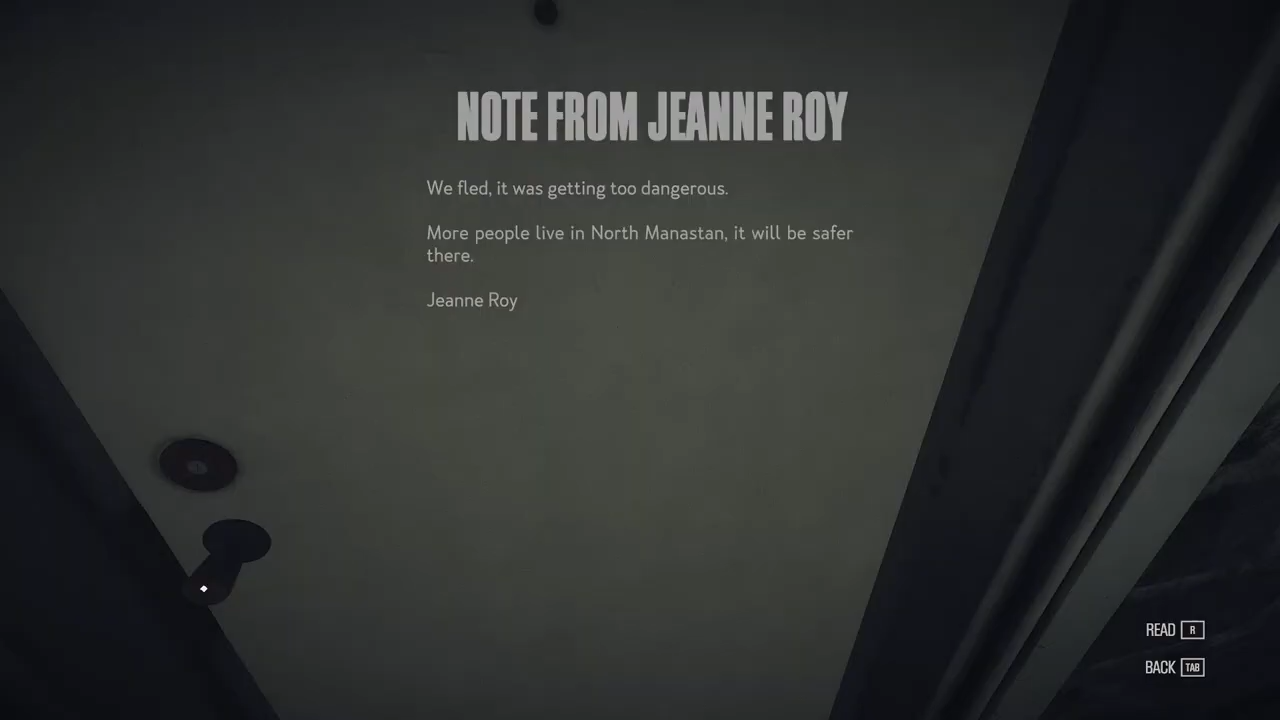 NOTE FROM JEANNE ROY
We fled, it was getting too dangerous.
More people live in North Manastan, it will be safer
there.
Jeanne Roy
READ R
BACK TAB